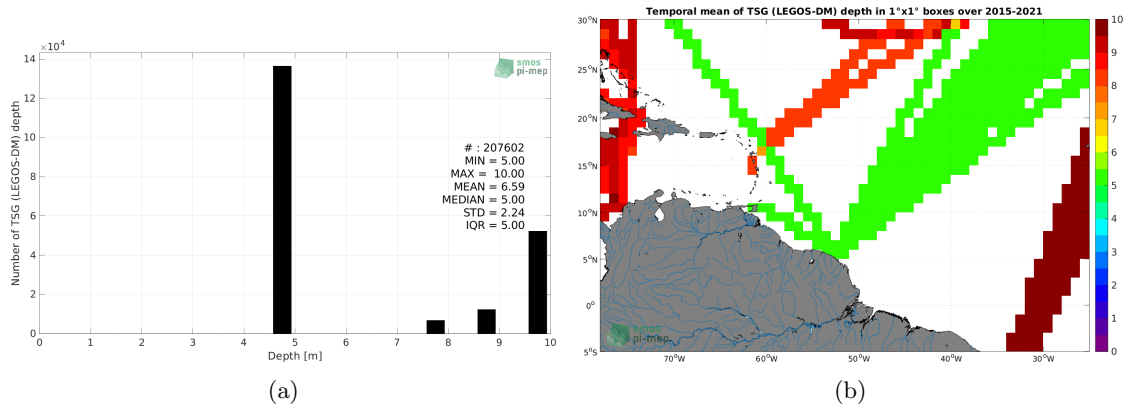 ×10⁴
14
12
10
8
6
4
2
0
Number of TSG (LEGOS-DM) depth
smos
pi-mep
# : 207602
MIN = 5.00
MAX = 10.00
MEAN = 6.59
MEDIAN = 5.00
STD = 2.24
IQR = 5.00
0 1 2 3 4 5 6 7 8 9 10
Depth [m]
(a)
Temporal mean of TSG (LEGOS-DM) depth in 1°x1° boxes over 2015-2021
30°N
25°N
20°N
15°N
10°N
5°N
0°
5°S
smos
pi-mep
70°W 60°W 50°W 40°W 30°W
10
9
8
7
6
5
4
3
2
1
0
(b)